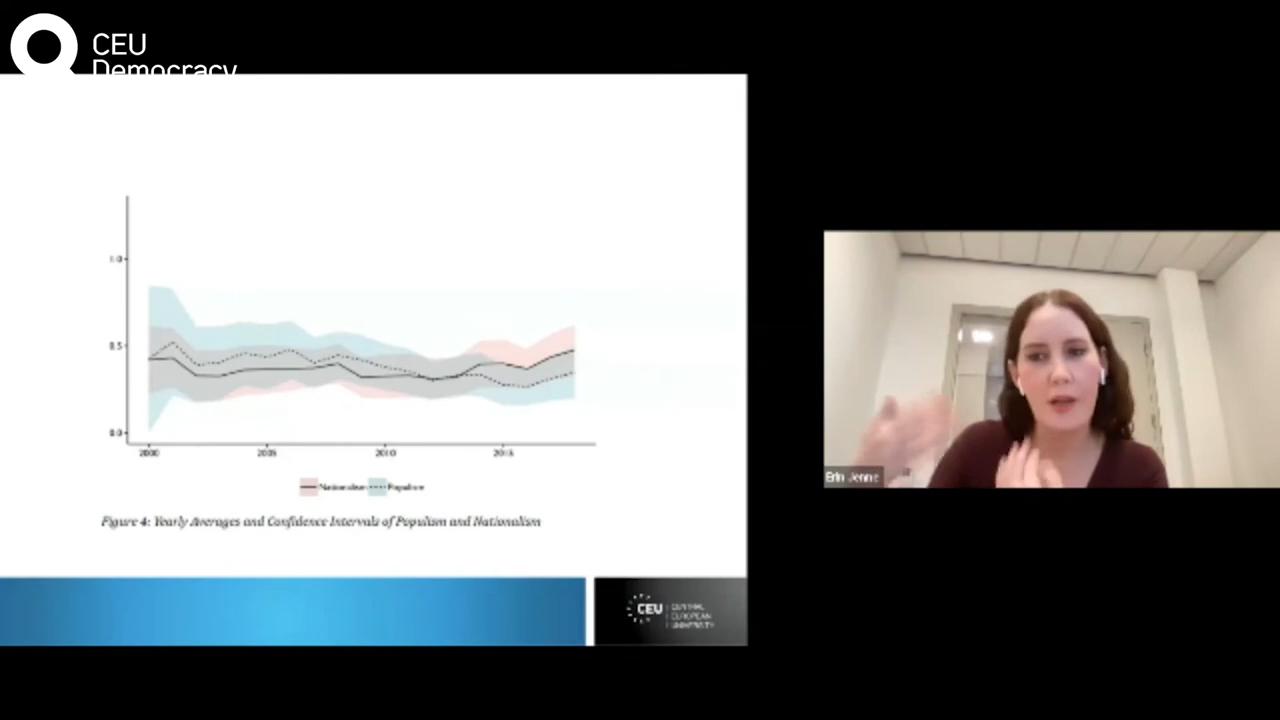 CEU
Democracy
1.0
0.5
0.0
2000
2005
2010
2015
Nationalism Populism
Figure 4: Yearly Averages and Confidence Intervals of Populism and Nationalism
Erin Jenne
CEU CENTRAL
EUROPEAN
UNIVERSITY